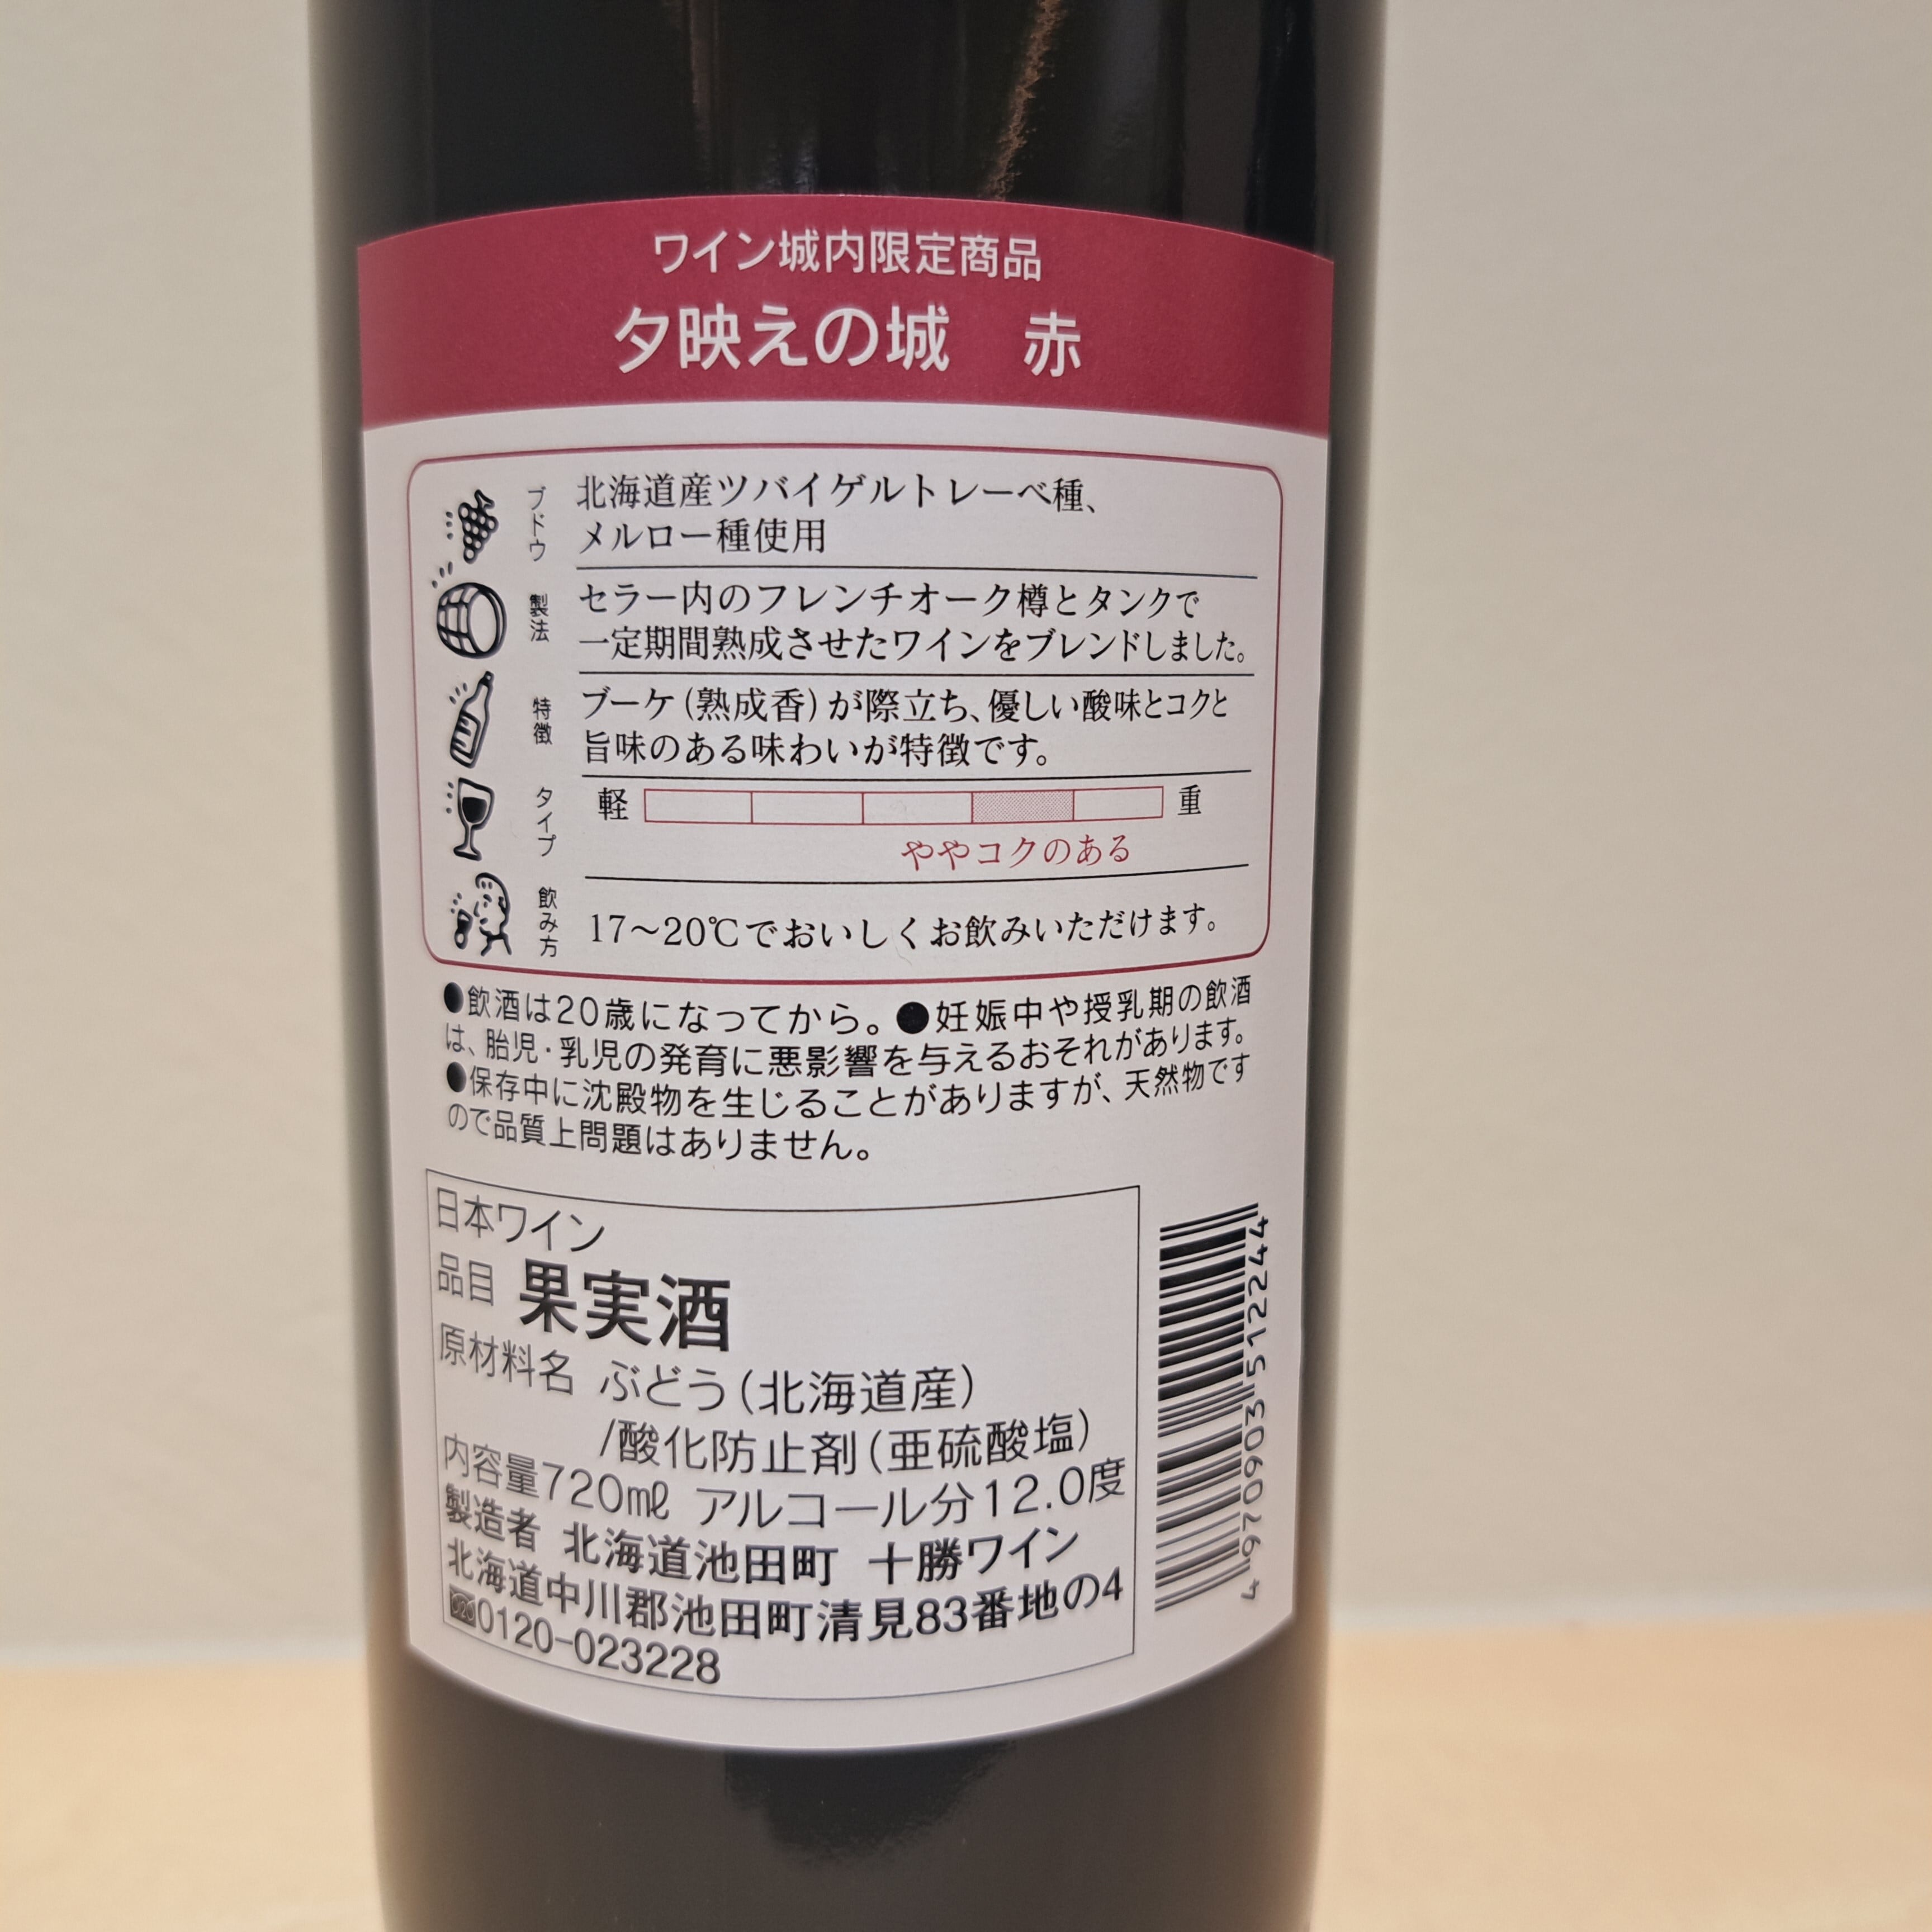 ワイン城内限定商品
夕映えの城　赤
ブドウ
北海道産ツバイゲルトレーベ種、
メルロー種使用
製法
セラー内のフレンチオーク樽とタンクで
一定期間熟成させたワインをブレンドしました。
特徴
ブーケ(熟成香)が際立ち、優しい酸味とコクと
旨味のある味わいが特徴です。
タイプ
軽 重
ややコクのある
飲み方
17〜20℃でおいしくお飲みいただけます。
●飲酒は20歳になってから。●妊娠中や授乳期の飲酒
は、胎児・乳児の発育に悪影響を与えるおそれがあります。
●保存中に沈殿物を生じることがありますが、天然物です
ので品質上問題はありません。
日本ワイン
品目 果実酒
原材料名 ぶどう(北海道産)
/酸化防止剤(亜硫酸塩)
内容量720mℓ アルコール分12.0度
製造者 北海道池田町 十勝ワイン
北海道中川郡池田町清見83番地の4
0120-023228
4970903512244